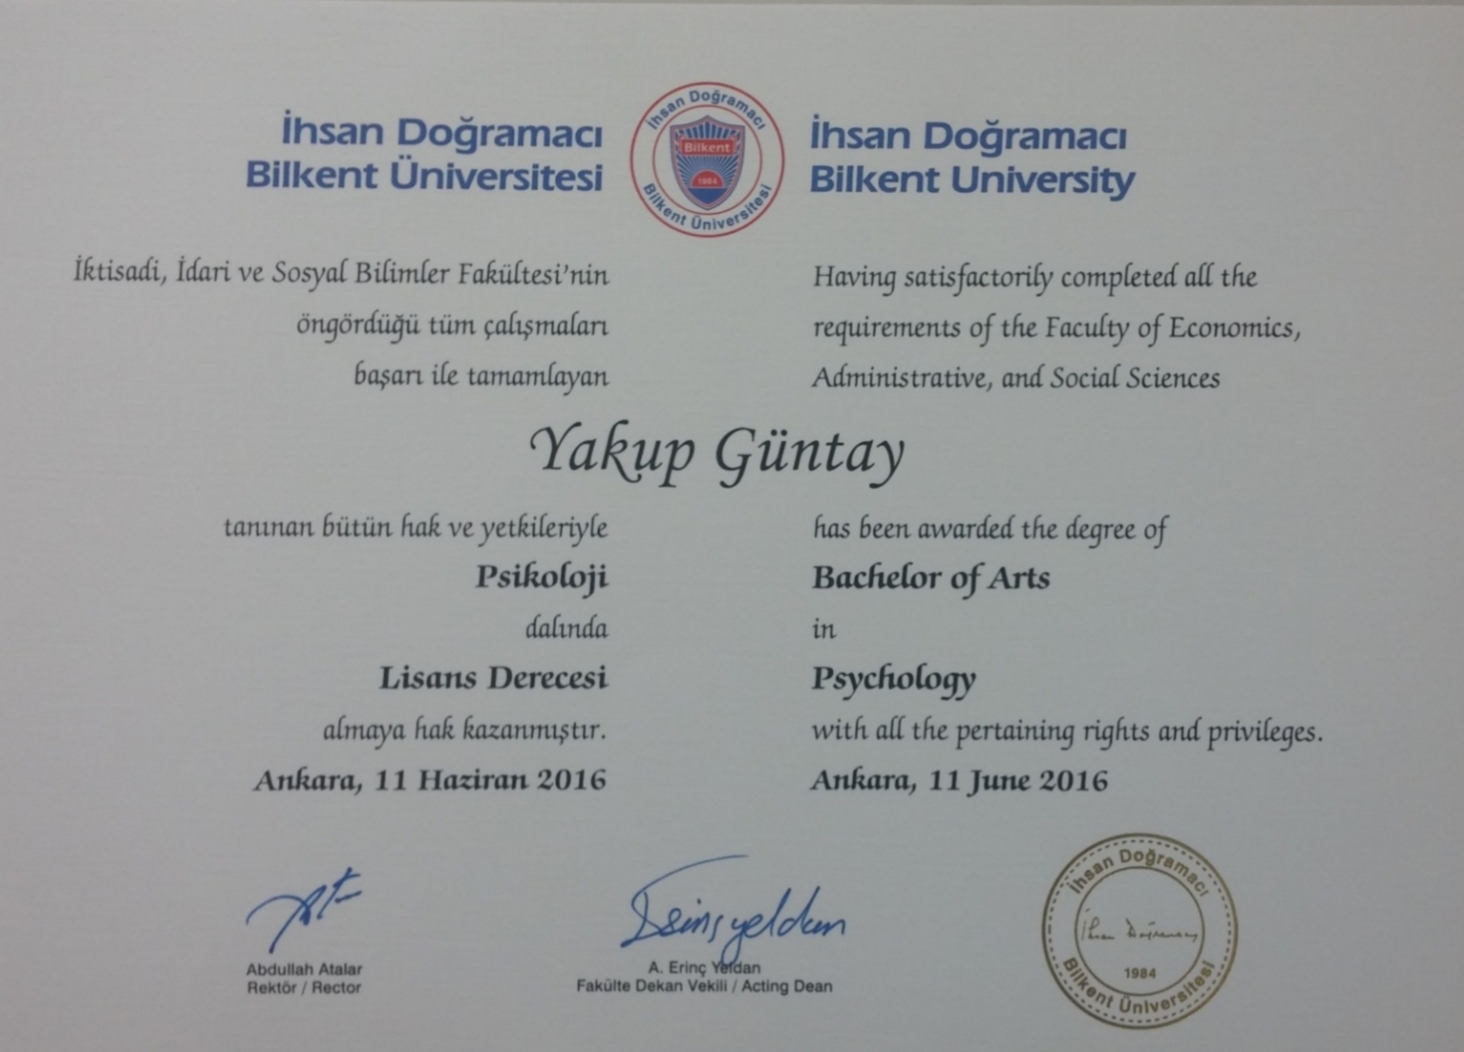 İhsan Doğramacı
Bilkent Üniversitesi
İhsan Doğramacı
Bilkent
1984
Bilkent Üniversitesi
İhsan Doğramacı
Bilkent University
İktisadi, İdari ve Sosyal Bilimler Fakültesi'nin
öngördüğü tüm çalışmaları
başarı ile tamamlayan
Having satisfactorily completed all the
requirements of the Faculty of Economics,
Administrative, and Social Sciences
Yakup Güntay
tanınan bütün hak ve yetkileriyle
Psikoloji
dalında
Lisans Derecesi
almaya hak kazanmıştır.
Ankara, 11 Haziran 2016
has been awarded the degree of
Bachelor of Arts
in
Psychology
with all the pertaining rights and privileges.
Ankara, 11 June 2016
Abdullah Atalar
Rektör / Rector
Erinç yeldan
A. Erinç Yeldan
Fakülte Dekan Vekili / Acting Dean
İhsan Doğramacı
İhsan Doğramacı
1984
Bilkent Üniversitesi